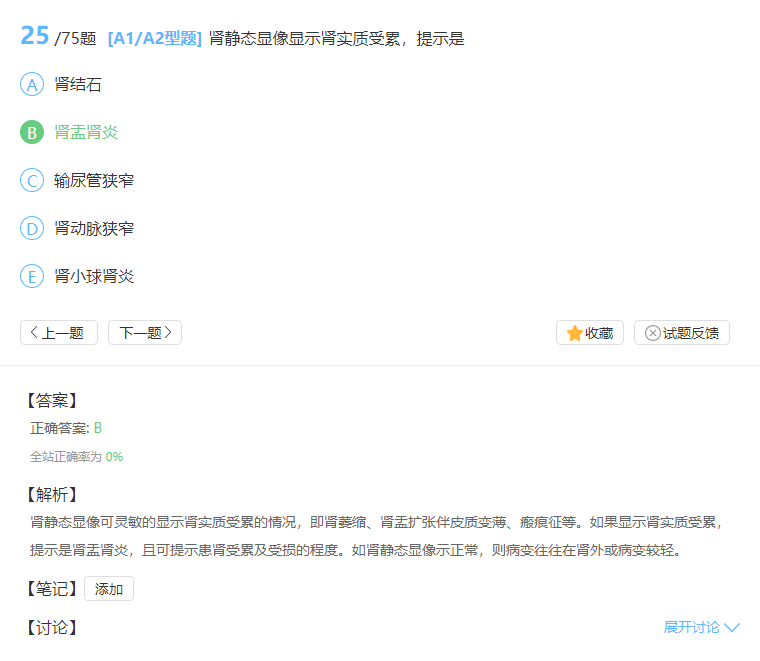 25 /75题 [A1/A2型题] 肾静态显像显示肾实质受累，提示是
A 肾结石
B 肾盂肾炎
C 输尿管狭窄
D 肾动脉狭窄
E 肾小球肾炎
上一题 下一题 收藏 试题反馈
【答案】
正确答案: B
全站正确率为 0%
【解析】
肾静态显像可灵敏的显示肾实质受累的情况，即肾萎缩、肾盂扩张伴皮质变薄、瘢痕征等。如果显示肾实质受累，
提示是肾盂肾炎，且可提示患肾受累及受损的程度。如肾静态显像示正常，则病变往往在肾外或病变较轻。
【笔记】 添加
【讨论】 展开讨论